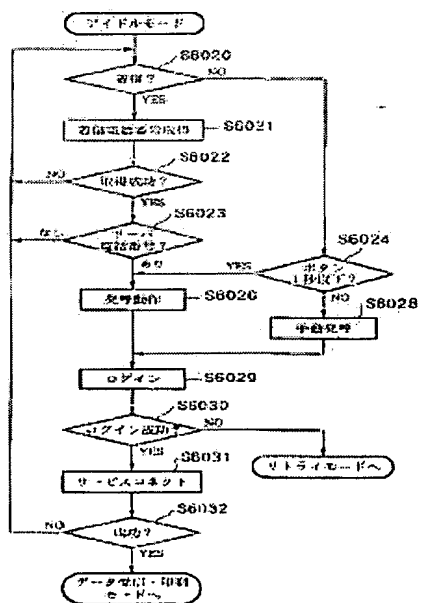 アイドルモード
S6020
着信？
NO
YES
着信電話番号取得
S6021
S6022
取得成功？
NO
YES
S6023
サーバ
電話番号？
なし
あり
S6024
ボタン
YES
NO
発呼動作
S6026
手動発呼
S6028
ログイン
S6029
S6030
ログイン成功？
NO
YES
リトライモードへ
S6031
サービスコネクト
S6032
成功？
NO
YES
データ受信・印刷
モードへ